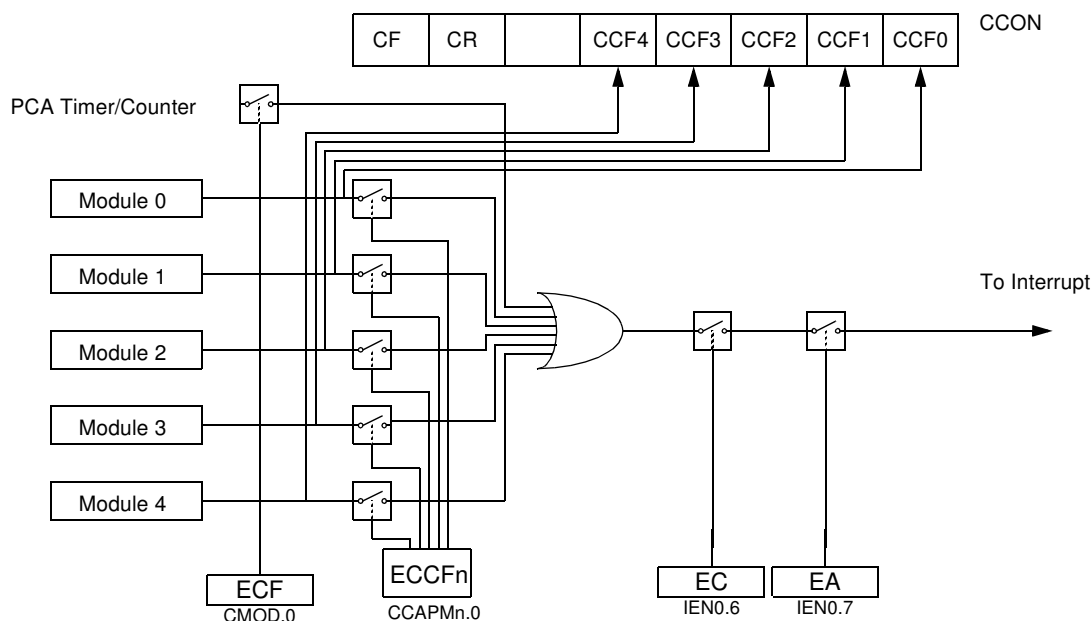 CF CR CCF4 CCF3 CCF2 CCF1 CCF0
CCON
PCA Timer/Counter
Module 0
Module 1
Module 2
Module 3
Module 4
To Interrupt
ECF
CMOD.0
ECCFn
CCAPMn.0
EC
IEN0.6
EA
IEN0.7